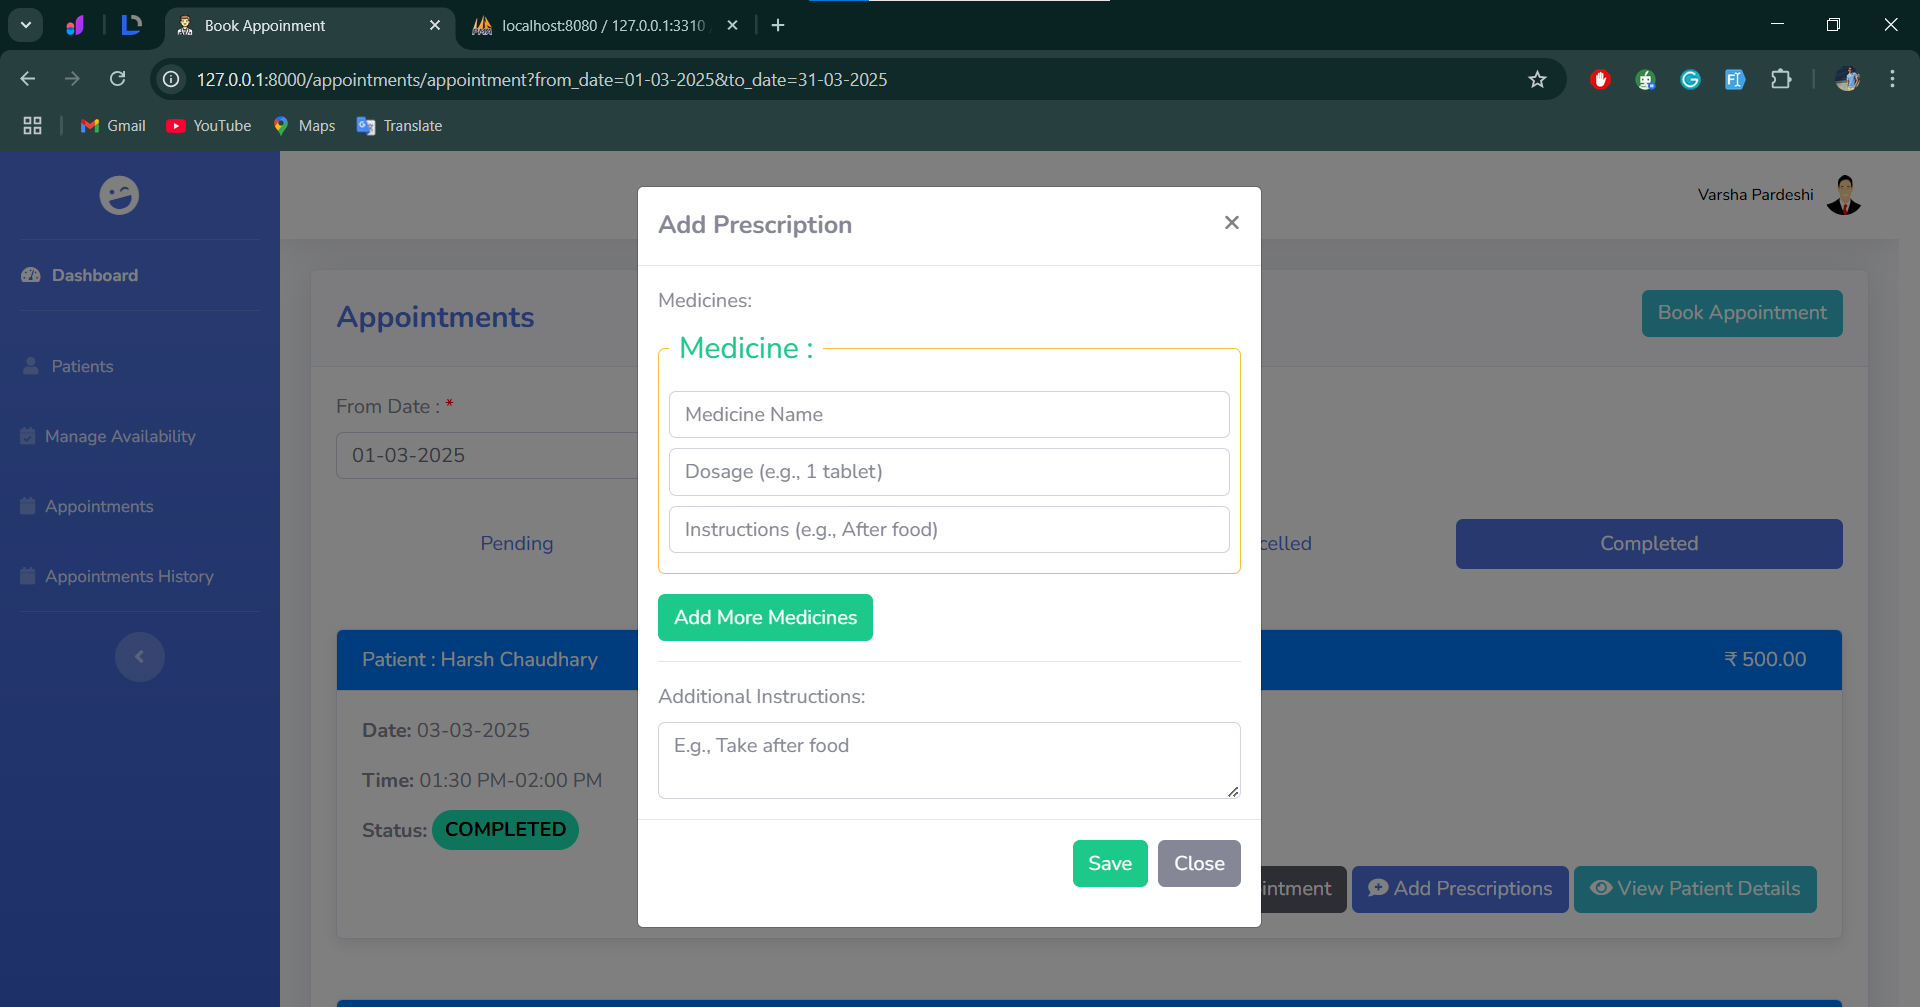 Book Appoinment
localhost:8080 / 127.0.0.1:3310
127.0.0.1:8000/appointments/appointment?from_date=01-03-2025&to_date=31-03-2025
Gmail
YouTube
Maps
Translate
Varsha Pardeshi
Dashboard
Patients
Manage Availability
Appointments
Appointments History
Appointments
Book Appointment
From Date : *
01-03-2025
Pending
celled
Completed
Patient : Harsh Chaudhary
₹ 500.00
Date: 03-03-2025
Time: 01:30 PM-02:00 PM
Status: COMPLETED
intment
Add Prescriptions
View Patient Details
Add Prescription
Medicines:
Medicine :
Medicine Name
Dosage (e.g., 1 tablet)
Instructions (e.g., After food)
Add More Medicines
Additional Instructions:
E.g., Take after food
Save
Close